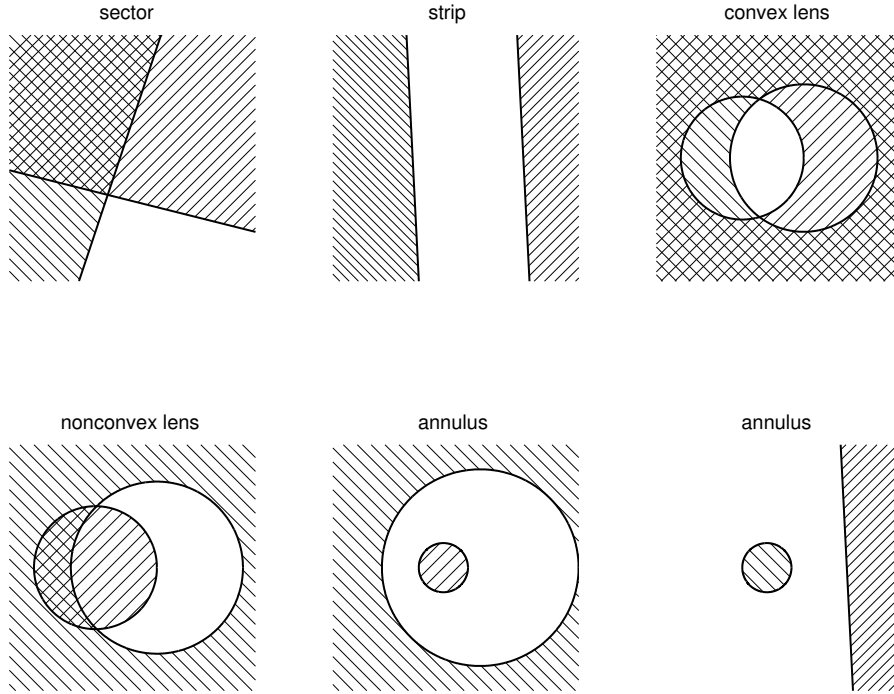 sector
strip
convex lens
nonconvex lens
annulus
annulus